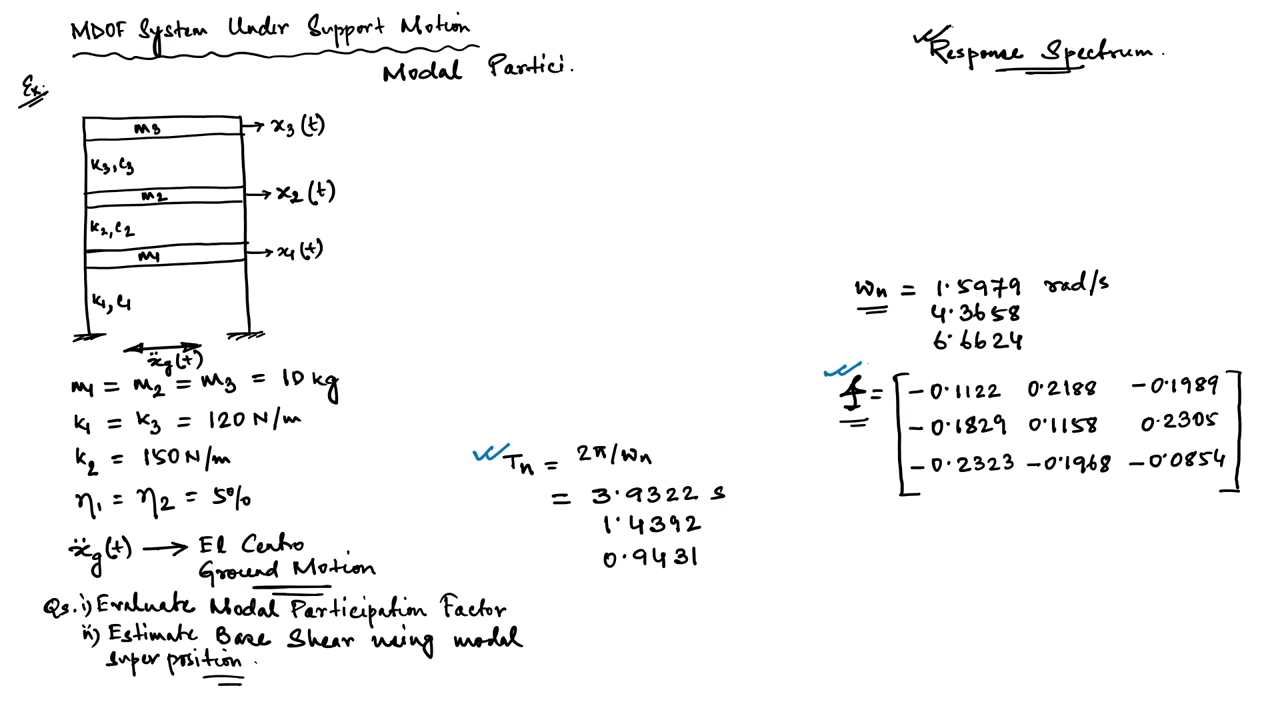 MDOF System Under Support Motion
Modal Partici.
Response Spectrum.
Ex.
m3
x3(t)
k3, c3
m2
x2(t)
k2, c2
m1
x1(t)
k1, c1
ẍg(t)
m1 = m2 = m3 = 10 kg
k1 = k3 = 120 N/m
k2 = 150 N/m
η1 = η2 = 5%
ẍg(t) → El Centro
Ground Motion
Qs. i) Evaluate Modal Participation Factor
ii) Estimate Base Shear using modal
super position.
Tn = 2π/wn
= 3.9322 s
1.4392
0.9431
wn = 1.5979 rad/s
4.3658
6.6624
f = [ -0.1122 0.2188 -0.1989
-0.1829 0.1158 0.2305
-0.2323 -0.1968 -0.0854 ]